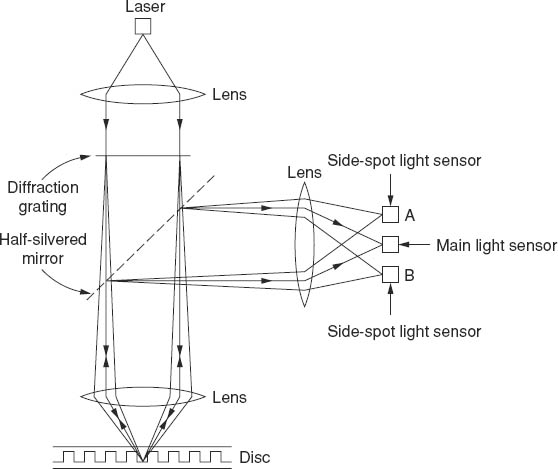 Laser
Lens
Side-spot light sensor
Lens
A
Diffraction
grating
Half-silvered
mirror
Main light sensor
B
Side-spot light sensor
Lens
Disc